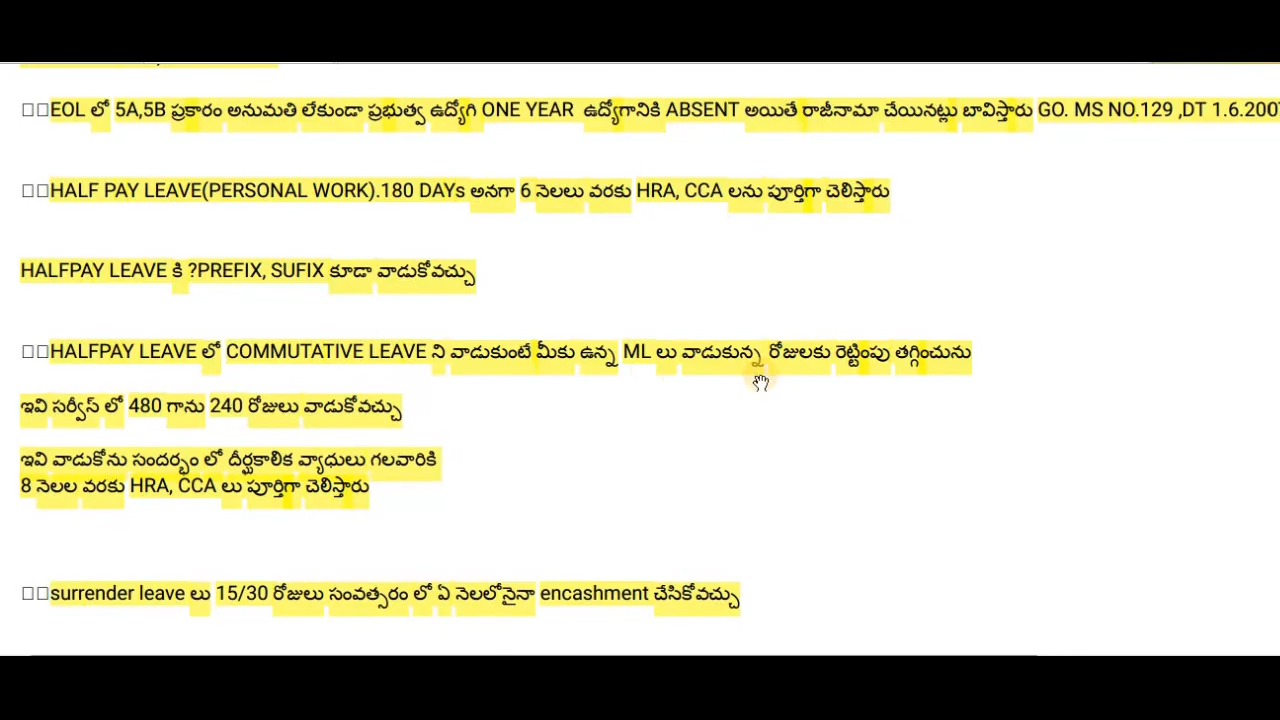 EOL లో 5A,5B ప్రకారం అనుమతి లేకుండా ప్రభుత్వ ఉద్యోగి ONE YEAR ఉద్యోగానికి ABSENT అయితే రాజీనామా చేయినట్లు బావిస్తారు GO. MS NO.129 ,DT 1.6.200
HALF PAY LEAVE(PERSONAL WORK).180 DAYs అనగా 6 నెలలు వరకు HRA, CCA లను పూర్తిగా చెలిస్తారు
HALFPAY LEAVE కి ?PREFIX, SUFIX కూడా వాడుకోవచ్చు
HALFPAY LEAVE లో COMMUTATIVE LEAVE ని వాడుకుంటే మీకు ఉన్న ML లు వాడుకున్న రోజులకు రెట్టింపు తగ్గించును
ఇవి సర్వీస్ లో 480 గాను 240 రోజులు వాడుకోవచ్చు
ఇవి వాడుకోను సందర్భం లో దీర్ఘకాలిక వ్యాధులు గలవారికి
8 నెలల వరకు HRA, CCA లు పూర్తిగా చెలిస్తారు
surrender leave లు 15/30 రోజులు సంవత్సరం లో ఏ నెలలోనైనా encashment చేసికోవచ్చు